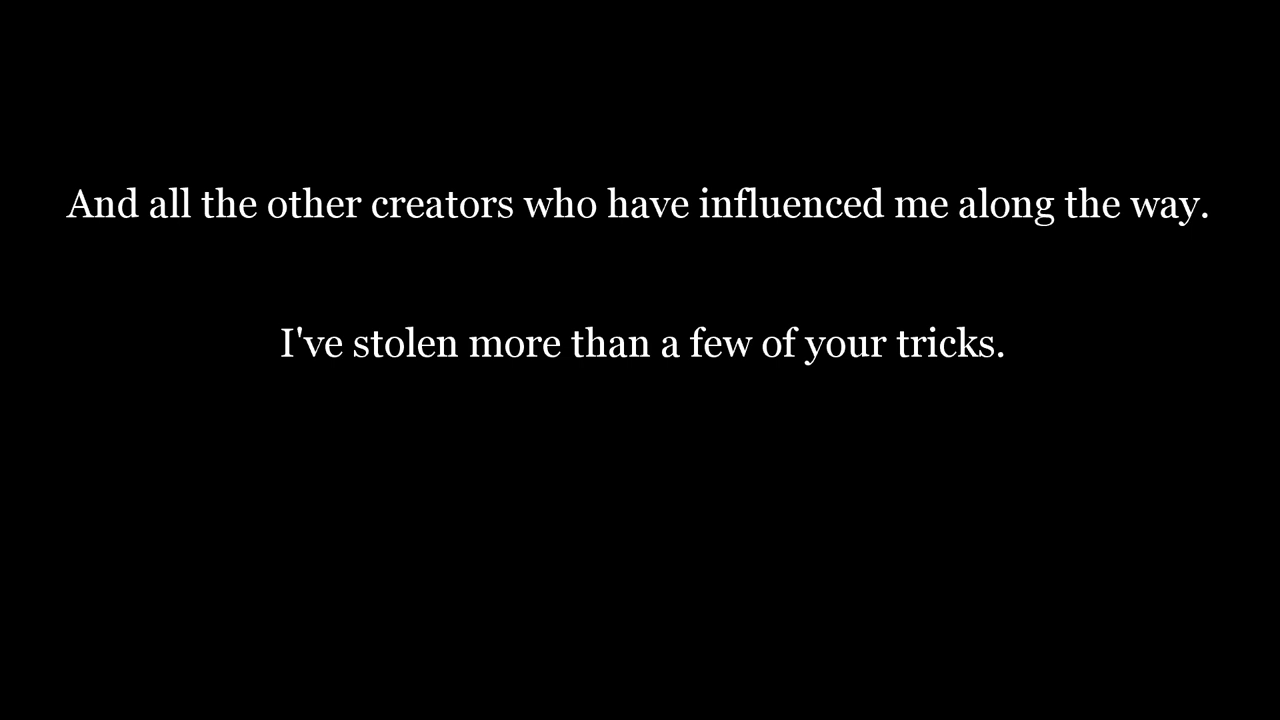 And all the other creators who have influenced me along the way.
I've stolen more than a few of your tricks.